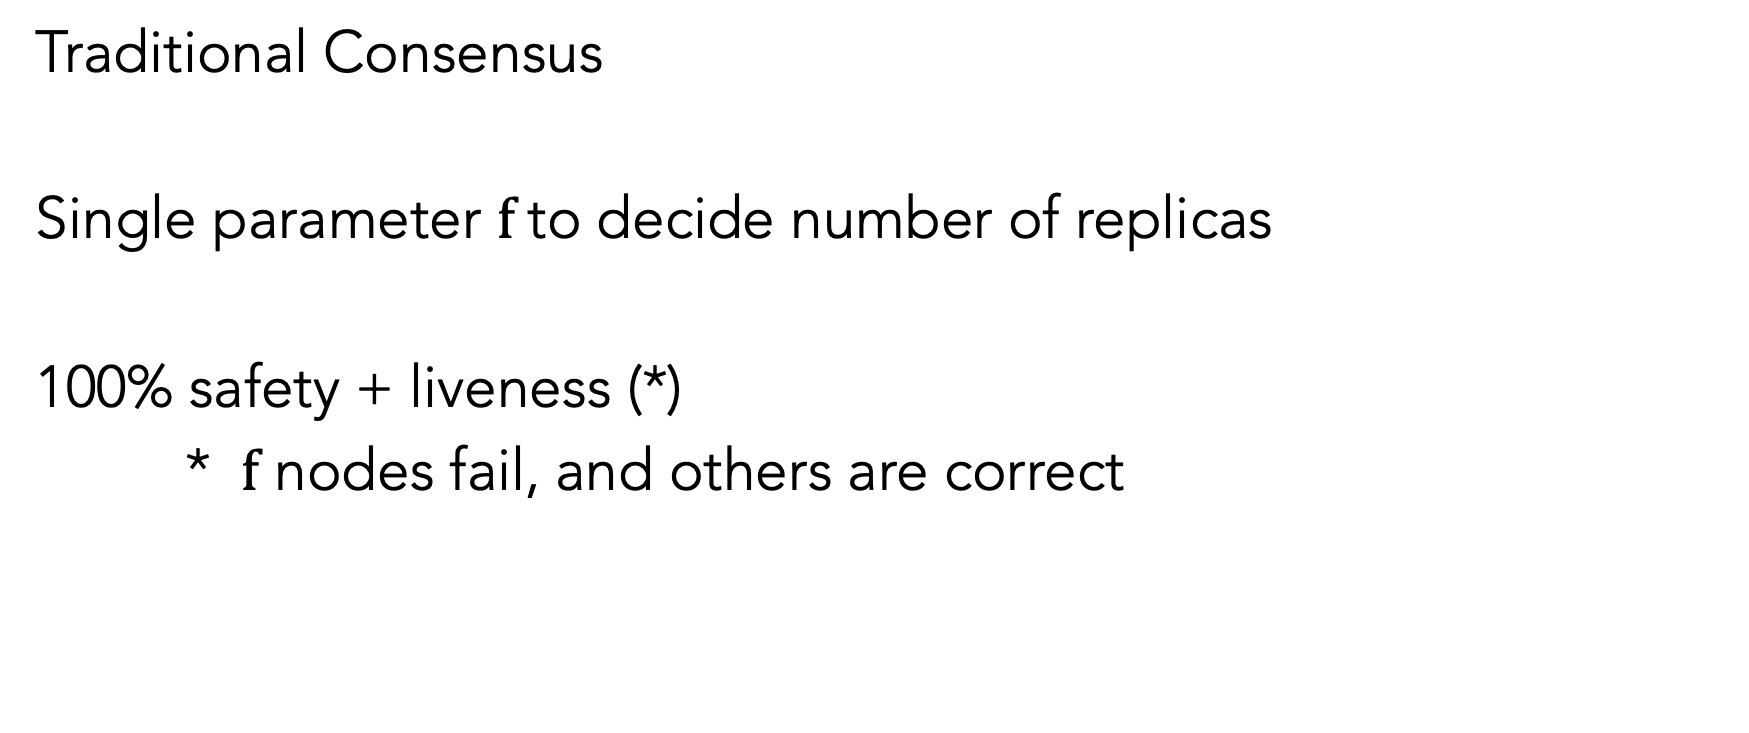 Traditional Consensus
Single parameter f to decide number of replicas
100% safety + liveness (*)
* f nodes fail, and others are correct